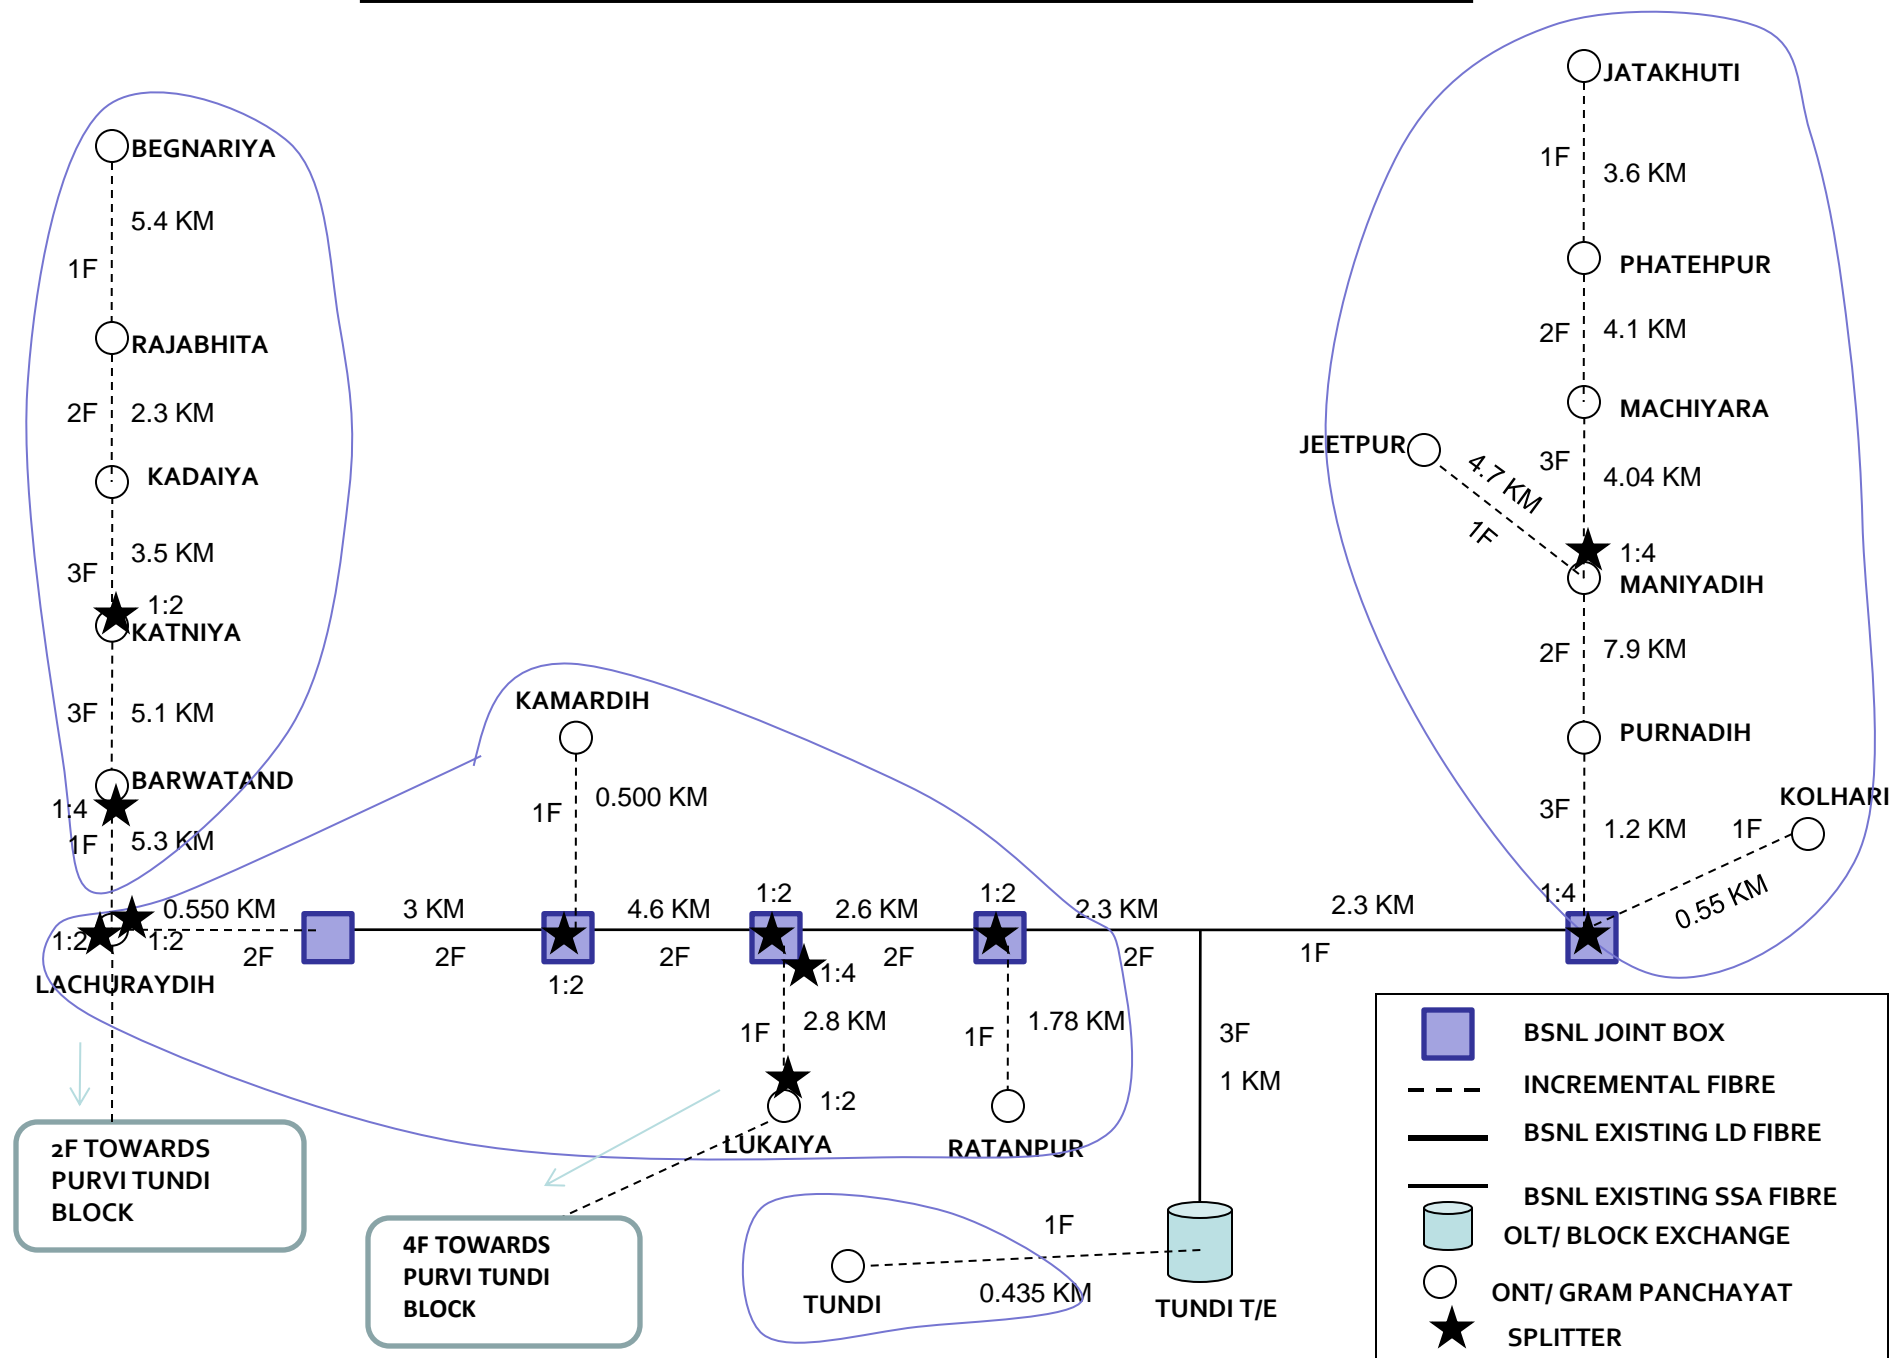 JATAKHUTI
1F
3.6 KM
PHATEHPUR
2F
4.1 KM
MACHIYARA
JEETPUR
4.7 KM
1F
3F
4.04 KM
1:4
MANIYADIH
2F
7.9 KM
PURNADIH
3F
1.2 KM
1F
KOLHARI
0.55 KM
1:4
BEGNARIYA
5.4 KM
1F
RAJABHITA
2F
2.3 KM
KADAIYA
3.5 KM
3F
1:2
KATNIYA
3F
5.1 KM
BARWATAND
1:4
1F
5.3 KM
KAMARDIH
1F
0.500 KM
0.550 KM
3 KM
4.6 KM
1:2
2.6 KM
1:2
2.3 KM
2.3 KM
1:2
1:2
2F
2F
1:2
2F
2F
2F
1F
LACHURAYDIH
1:4
1F
2.8 KM
1F
1.78 KM
3F
1 KM
1:2
LUKAIYA
RATANPUR
2F TOWARDS
PURVI TUNDI
BLOCK
4F TOWARDS
PURVI TUNDI
BLOCK
1F
TUNDI
0.435 KM
TUNDI T/E
BSNL JOINT BOX
INCREMENTAL FIBRE
BSNL EXISTING LD FIBRE
BSNL EXISTING SSA FIBRE
OLT/ BLOCK EXCHANGE
ONT/ GRAM PANCHAYAT
SPLITTER